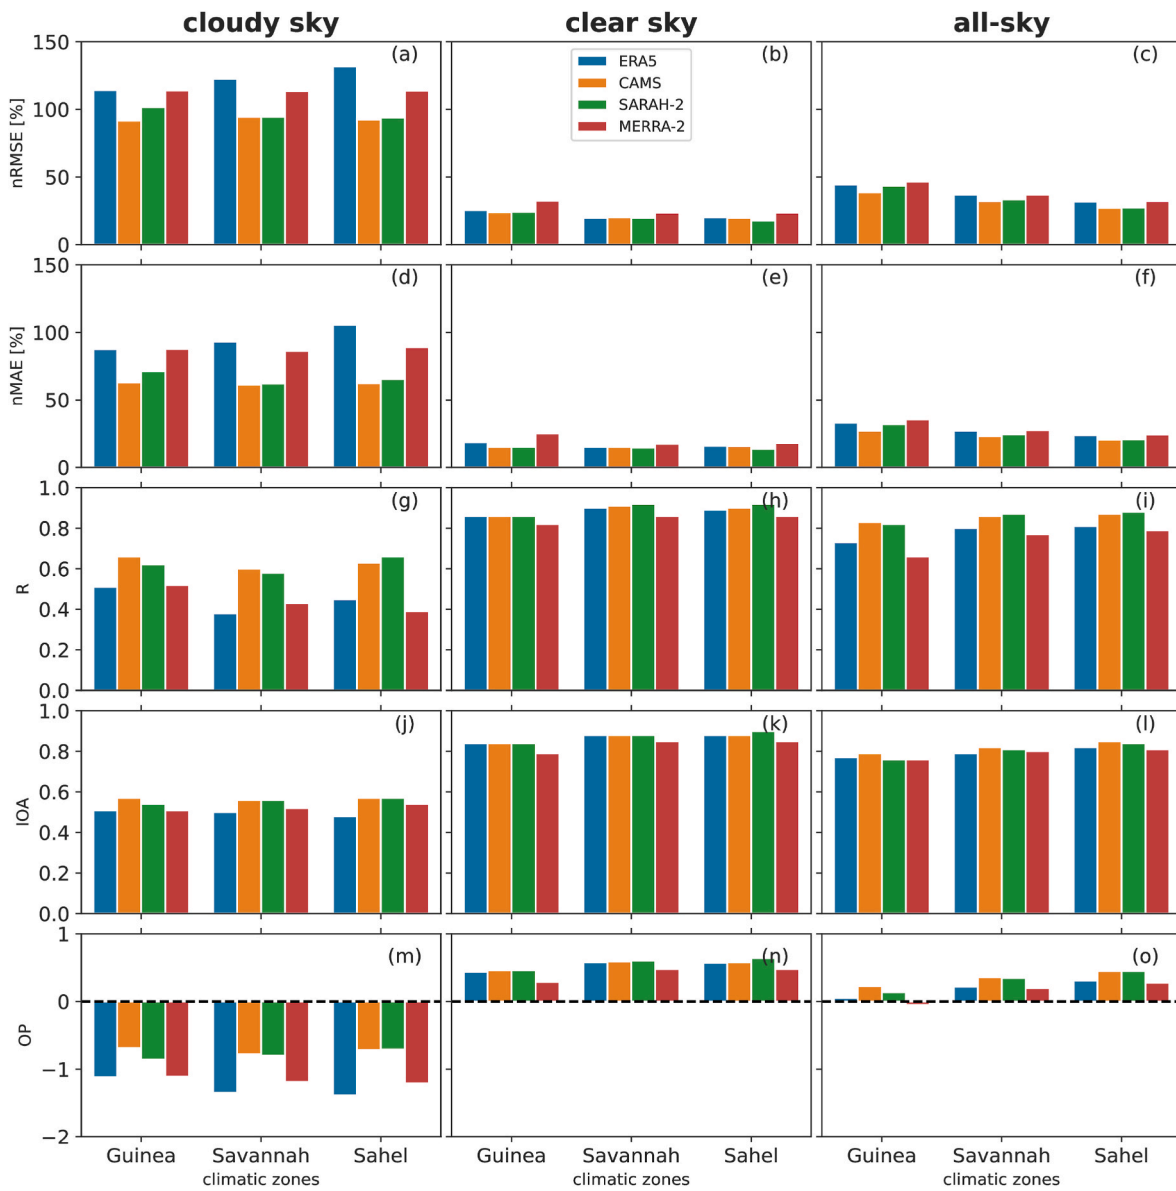 cloudy sky clear sky all-sky
150 (a) (b) (c)
ERA5
CAMS
SARAH-2
MERRA-2
100
50
0
nRMSE [%]
150 (d) (e) (f)
100
50
0
nMAE [%]
1.0 (g) (h) (i)
0.8
0.6
0.4
0.2
0.0
R
1.0 (j) (k) (l)
0.8
0.6
0.4
0.2
0.0
IOA
1 (m) (n) (o)
0
−1
−2
OP
Guinea Savannah Sahel Guinea Savannah Sahel Guinea Savannah Sahel
climatic zones climatic zones climatic zones